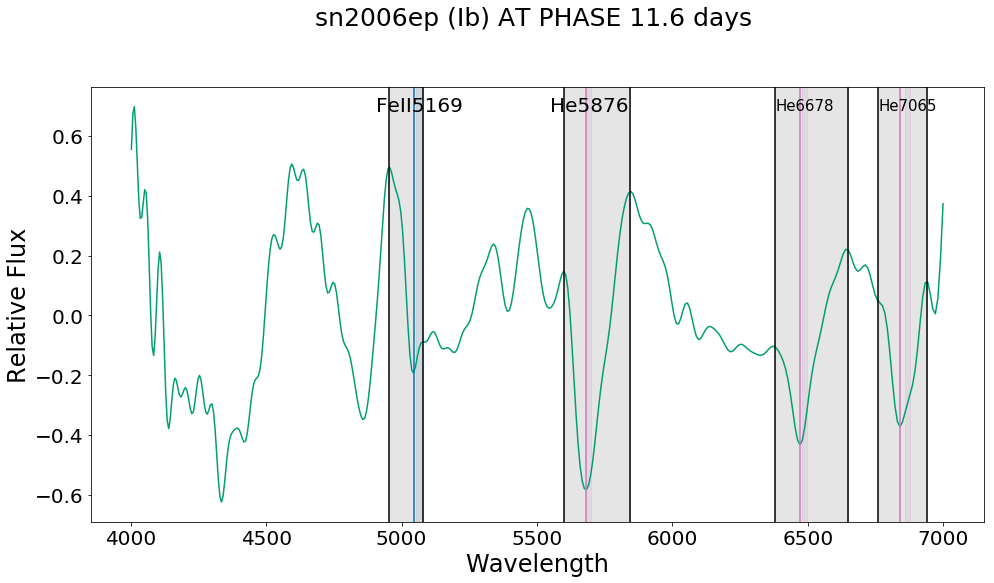 sn2006ep (Ib) AT PHASE 11.6 days
FeII5169 He5876 He6678 He7065
0.6
0.4
0.2
0.0
−0.2
−0.4
−0.6
Relative Flux
4000 4500 5000 5500 6000 6500 7000
Wavelength